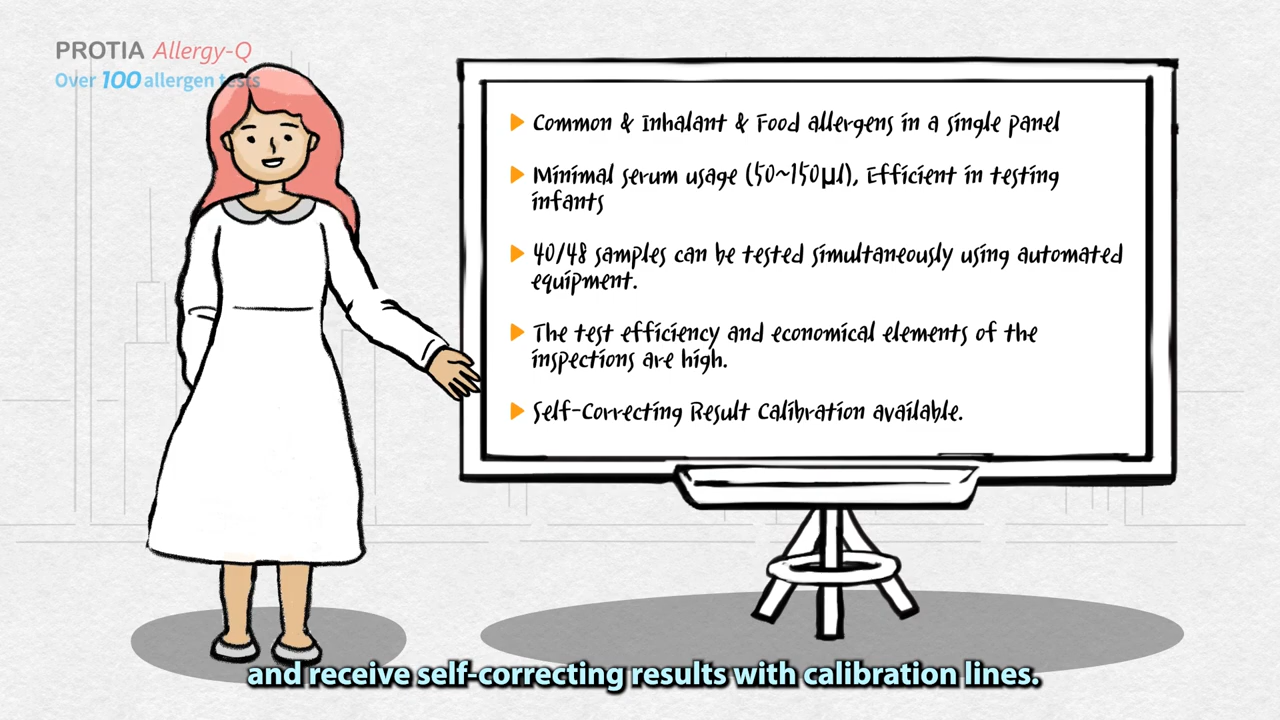 PROTIA Allergy-Q
Over 100 allergen tests
Common & Inhalant & Food allergens in a single panel
Minimal serum usage (50~150μl), Efficient in testing
infants
40/48 samples can be tested simultaneously using automated
equipment.
The test efficiency and economical elements of the
inspections are high.
Self-Correcting Result Calibration available.
and receive self-correcting results with calibration lines.